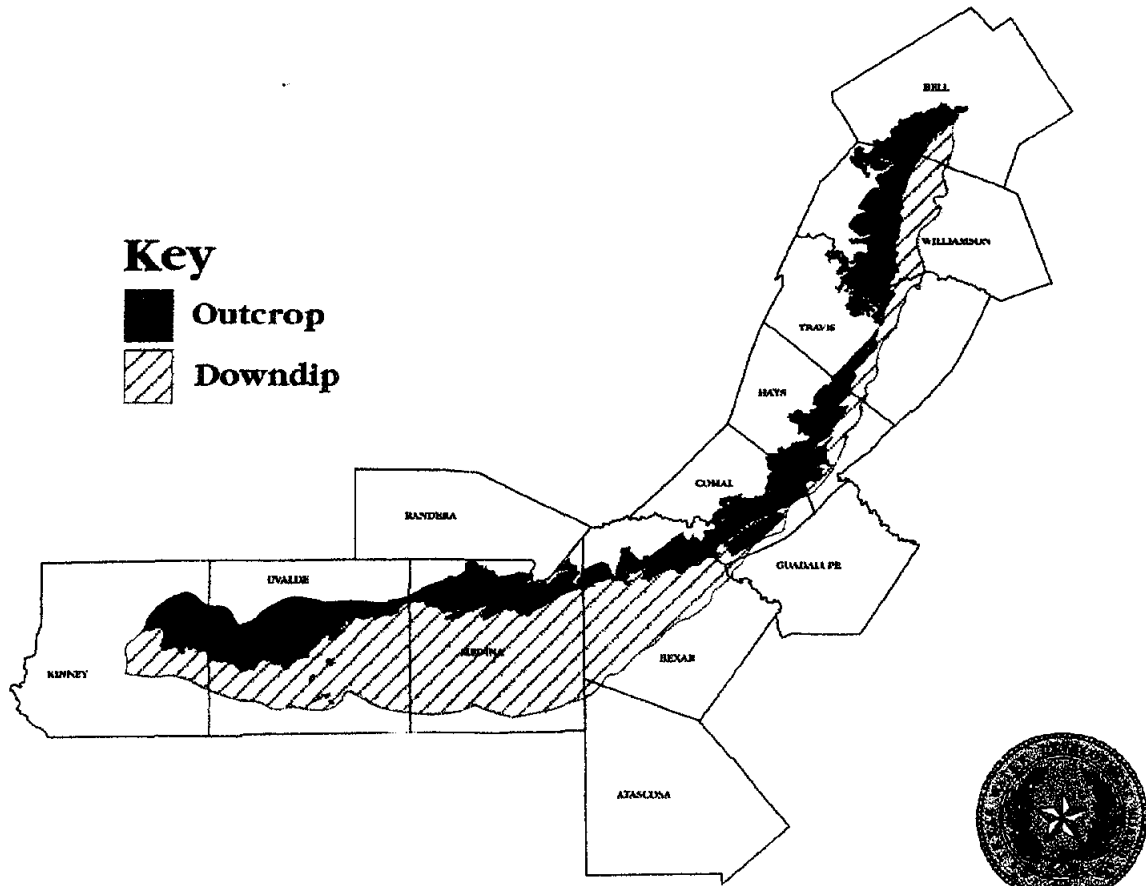 BELL
Key
WILLIAMSON
Outcrop
TRAVIS
Downdip
HAYS
COMAL
BANDERA
GUADALUPE
UVALDE
MEDINA
BEXAR
KINNEY
ATASCOSA